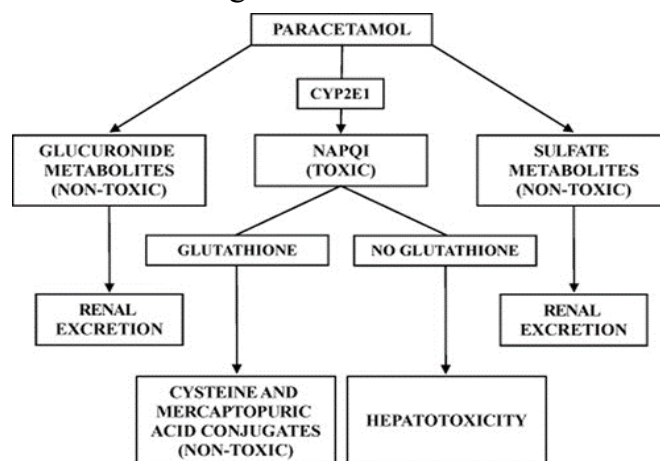 PARACETAMOL
CYP2E1
GLUCURONIDE
METABOLITES
(NON-TOXIC)
NAPQI
(TOXIC)
SULFATE
METABOLITES
(NON-TOXIC)
GLUTATHIONE
NO GLUTATHIONE
RENAL
EXCRETION
RENAL
EXCRETION
CYSTEINE AND
MERCAPTOPURIC
ACID CONJUGATES
(NON-TOXIC)
HEPATOTOXICITY